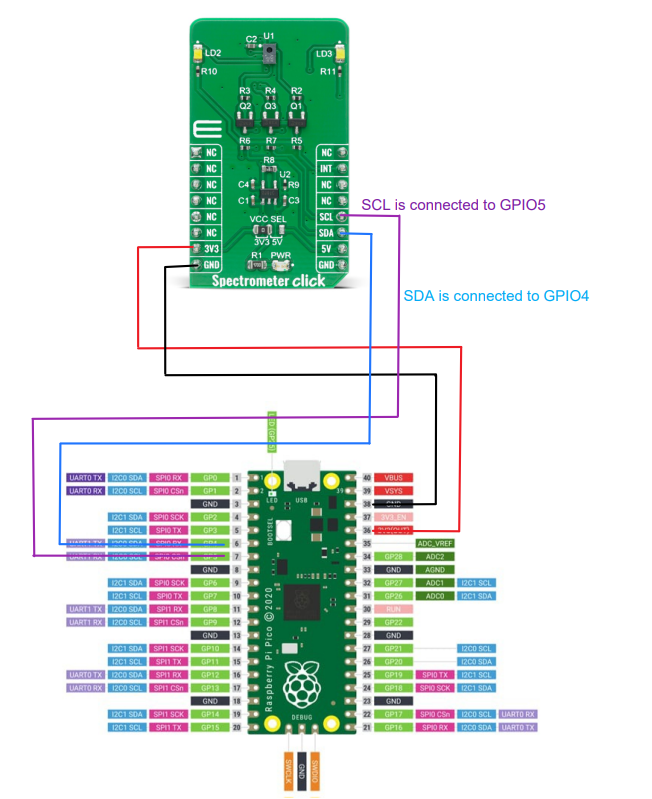 C2 U1
LD2 LD3
R10 R11
R3 R4 R2
Q2 Q3 Q1
R6 R7 R5
R8
U2
C4 R9
C1 C3
VCC SEL
3V3 5V
R1 PWR
NC NC
NC INT
NC NC
NC NC
NC SCL
NC SDA
3V3 5V
GND GND
Spectrometer click
SCL is connected to GPIO5
SDA is connected to GPIO4
LED (GP25)
LED USB
BOOTSEL
Raspberry Pi Pico © 2020
DEBUG
1 2 39
UART0 TX I2C0 SDA SPI0 RX GP0 1
UART0 RX I2C0 SCL SPI0 CSn GP1 2
GND 3
I2C1 SDA SPI0 SCK GP2 4
I2C1 SCL SPI0 TX GP3 5
UART1 TX I2C0 SDA SPI0 RX GP4 6
UART1 RX I2C0 SCL SPI0 CSn GP5 7
GND 8
I2C1 SDA SPI0 SCK GP6 9
I2C1 SCL SPI0 TX GP7 10
UART1 TX I2C0 SDA SPI1 RX GP8 11
UART1 RX I2C0 SCL SPI1 CSn GP9 12
GND 13
I2C1 SDA SPI1 SCK GP10 14
I2C1 SCL SPI1 TX GP11 15
UART0 TX I2C0 SDA SPI1 RX GP12 16
UART0 RX I2C0 SCL SPI1 CSn GP13 17
GND 18
I2C1 SDA SPI1 SCK GP14 19
I2C1 SCL SPI1 TX GP15 20
40 VBUS
39 VSYS
38 GND
37 3V3_EN
36 3V3(OUT)
35 ADC_VREF
34 GP28 ADC2
33 GND AGND
32 GP27 ADC1 I2C1 SCL
31 GP26 ADC0 I2C1 SDA
30 RUN
29 GP22
28 GND
27 GP21 I2C0 SCL
26 GP20 I2C0 SDA
25 GP19 SPI0 TX I2C1 SCL
24 GP18 SPI0 SCK I2C1 SDA
23 GND
22 GP17 SPI0 CSn I2C0 SCL UART0 RX
21 GP16 SPI0 RX I2C0 SDA UART0 TX
SWCLK
GND
SWDIO